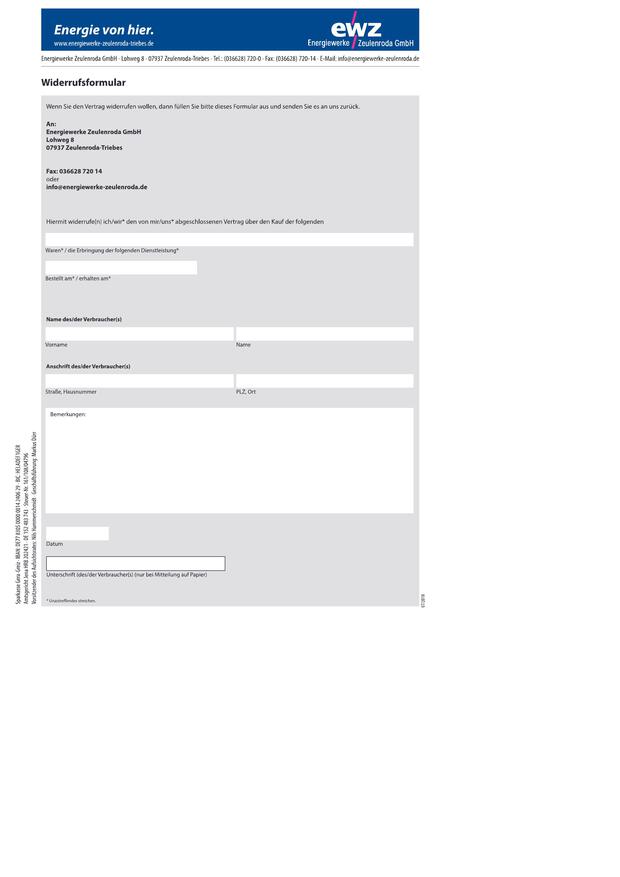 Energie von hier.
www.energiewerke-zeulenroda-triebes.de
ewz
Energiewerke Zeulenroda GmbH
Energiewerke Zeulenroda GmbH · Lohweg 8 · 07937 Zeulenroda-Triebes · Tel.: (036628) 720-0 · Fax: (036628) 720-14 · E-Mail: info@energiewerke-zeulenroda.de
Widerrufsformular
Wenn Sie den Vertrag widerrufen wollen, dann füllen Sie bitte dieses Formular aus und senden Sie es an uns zurück.
An:
Energiewerke Zeulenroda GmbH
Lohweg 8
07937 Zeulenroda-Triebes
Fax: 036628 720 14
oder
info@energiewerke-zeulenroda.de
Hiermit widerrufe(n) ich/wir* den von mir/uns* abgeschlossenen Vertrag über den Kauf der folgenden
Waren* / die Erbringung der folgenden Dienstleistung*
Bestellt am* / erhalten am*
Name des/der Verbraucher(s)
Vorname Name
Anschrift des/der Verbraucher(s)
Straße, Hausnummer PLZ, Ort
Bemerkungen:
Datum
Unterschrift (des/der Verbraucher(s) (nur bei Mitteilung auf Papier)
* Unzutreffendes streichen.
Sparkasse Gera-Greiz · IBAN: DE77 8305 0000 0014 2406 29 · BIC: HELADEF1GER
Amtsgericht Jena HRB 202421 · DE 152 483 743 · Steuer-Nr. 161/108/04796
Vorsitzender des Aufsichtsrates: Nils Hammerschmidt · Geschäftsführung: Markus Dürr
07/2018